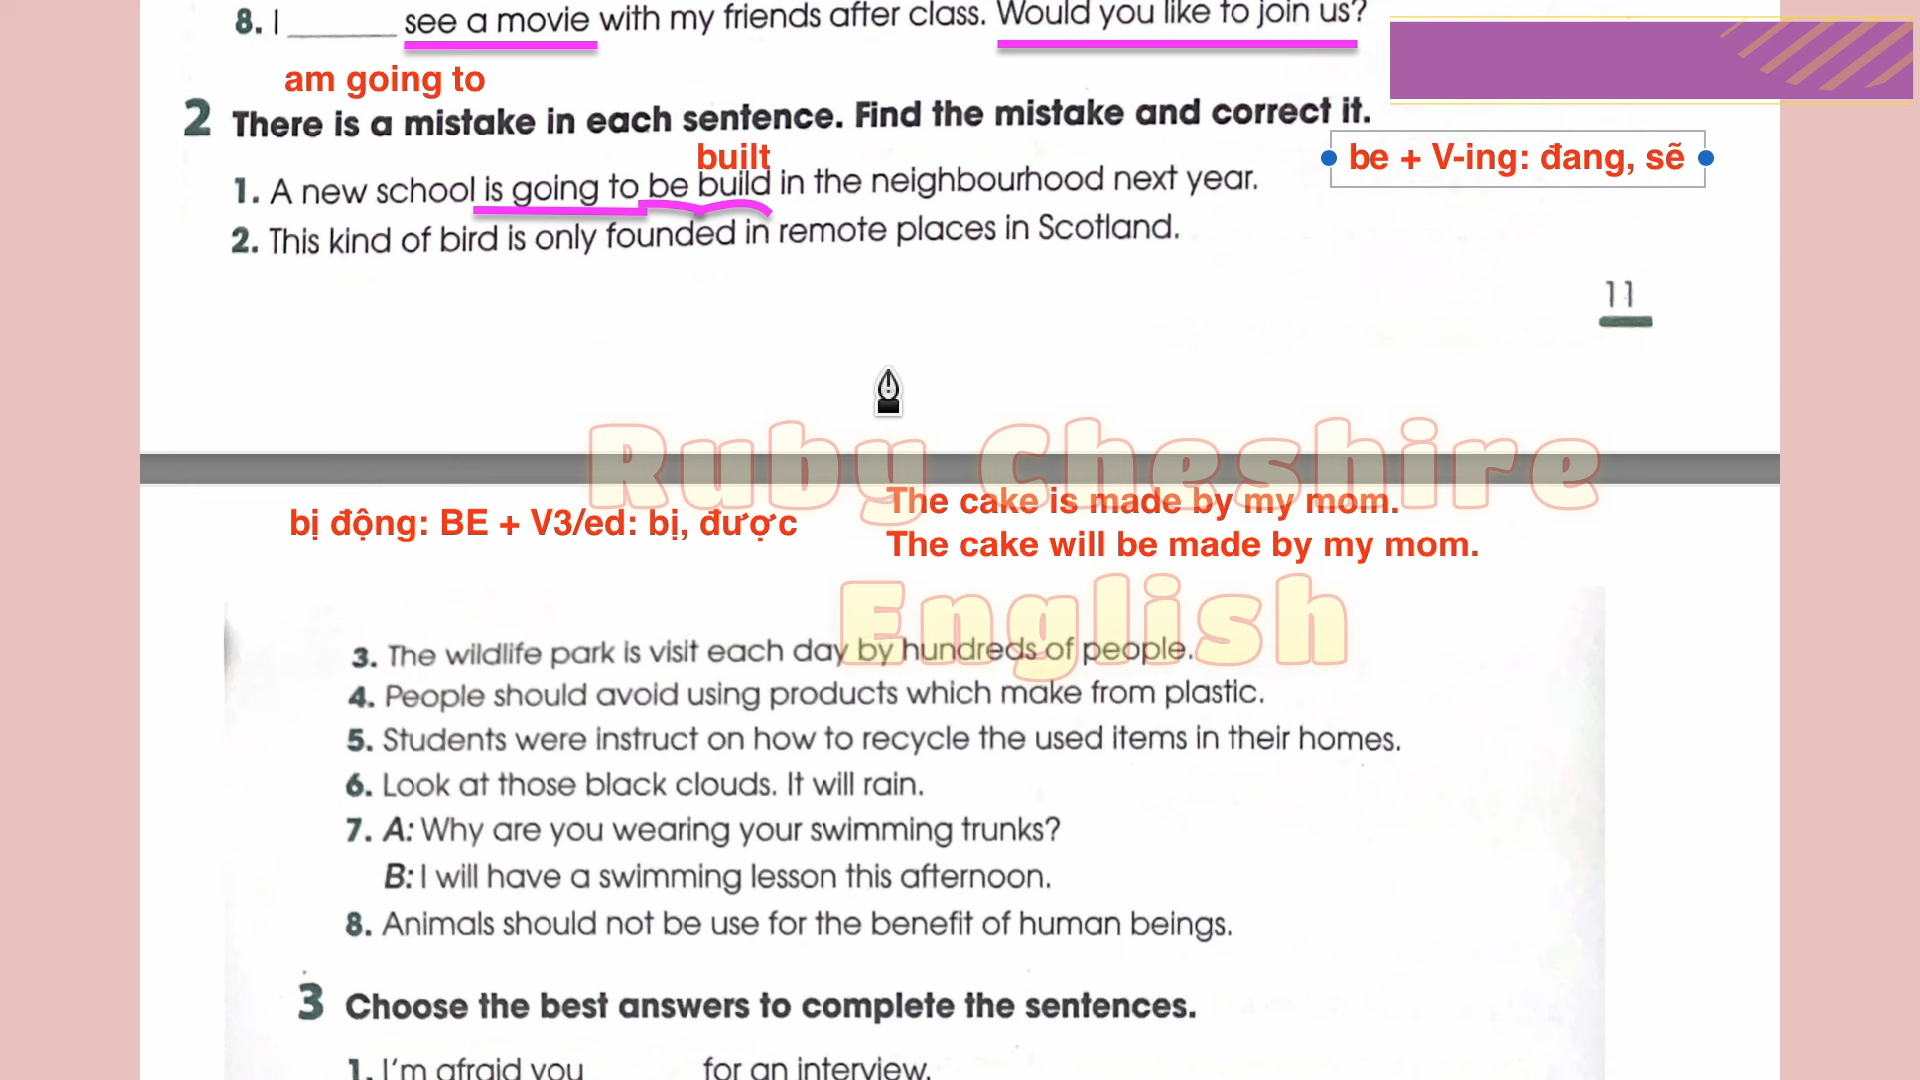 8. I ______ see a movie with my friends after class. Would you like to join us?
am going to
2 There is a mistake in each sentence. Find the mistake and correct it.
built
be + V-ing: đang, sẽ
1. A new school is going to be build in the neighbourhood next year.
2. This kind of bird is only founded in remote places in Scotland.
11
Ruby Cheshire
The cake is made by my mom.
bị động: BE + V3/ed: bị, được
The cake will be made by my mom.
English
3. The wildlife park is visit each day by hundreds of people.
4. People should avoid using products which make from plastic.
5. Students were instruct on how to recycle the used items in their homes.
6. Look at those black clouds. It will rain.
7. A: Why are you wearing your swimming trunks?
B: I will have a swimming lesson this afternoon.
8. Animals should not be use for the benefit of human beings.
3 Choose the best answers to complete the sentences.
1. I'm afraid you for an interview.